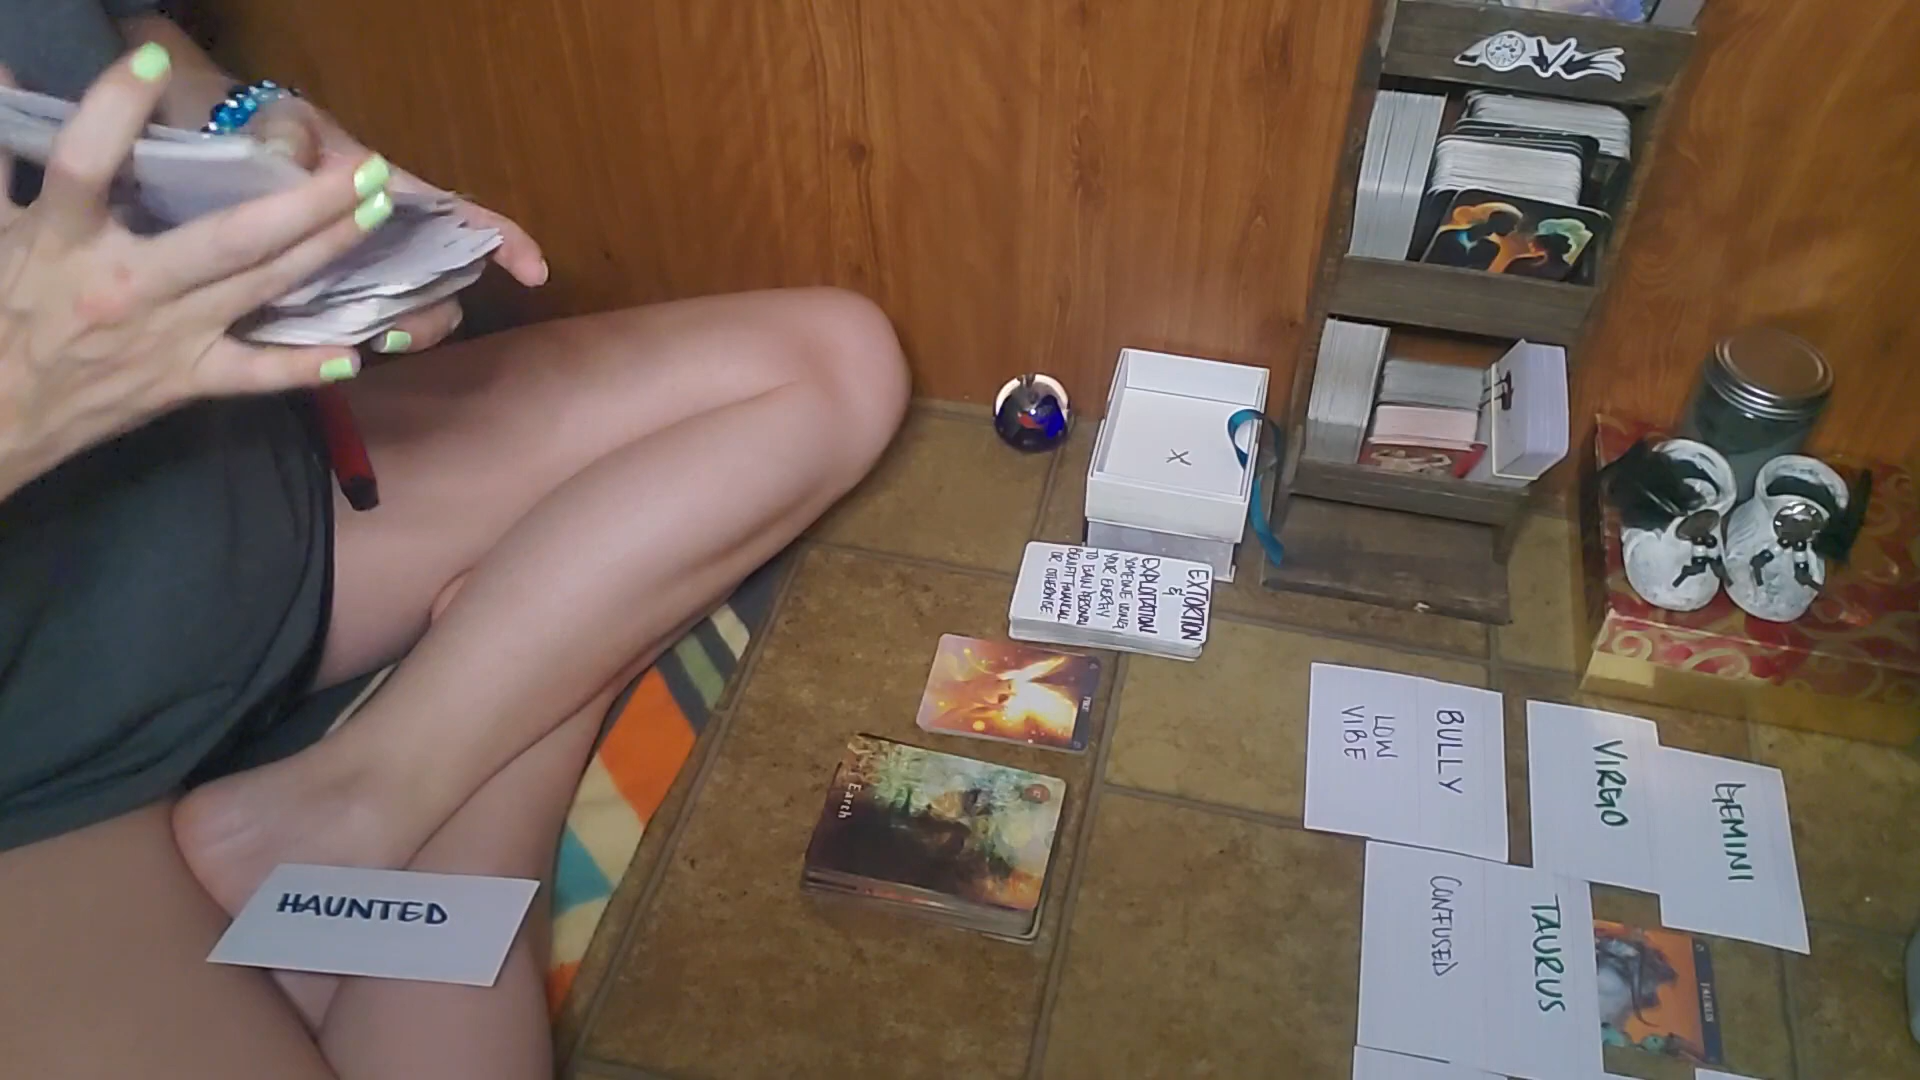 EXTORTION
&
EXPLOITATION
SOMEONE USING
YOUR ENERGY
TO GAIN PERSONAL
BENEFIT FINANCIAL
OR OTHERWISE
Earth
HAUNTED
BULLY
LOW
VIBE
VIRGO
GEMINI
TAURUS
CONFUSED
X